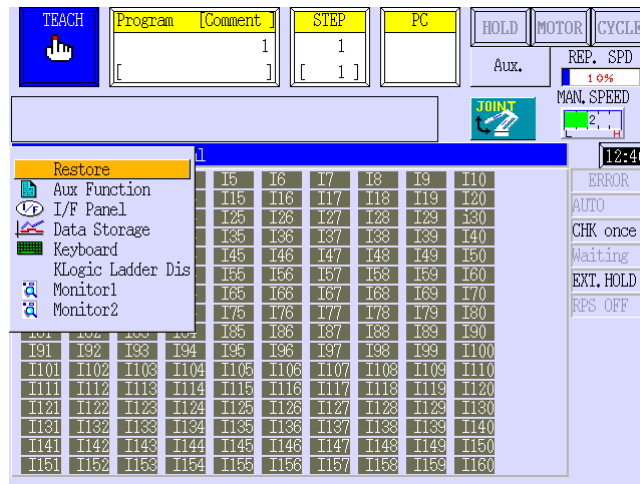 TEACH
Program [Comment ]
1
[ ]
STEP
1
[ 1 ]
PC
HOLD MOTOR CYCLE
Aux.
REP. SPD
10%
MAN. SPEED
2
L H
JOINT
12:4
Restore
Aux Function
I/F Panel
Data Storage
Keyboard
KLogic Ladder Dis
Monitor1
Monitor2
I5 I6 I7 I8 I9 I10
I15 I16 I17 I18 I19 I20
I25 I26 I27 I28 I29 i30
I35 I36 I37 I38 I39 I40
I45 I46 I47 I48 I49 I50
I55 I56 I57 I58 I59 I60
I65 I66 I67 I68 I69 I70
I75 I76 I77 I78 I79 I80
I85 I86 I87 I88 I89 I90
I91 I92 I93 I94 I95 I96 I97 I98 I99 I100
I101 I102 I103 I104 I105 I106 I107 I108 I109 I110
I111 I112 I113 I114 I115 I116 I117 I118 I119 I120
I121 I122 I123 I124 I125 I126 I127 I128 I129 I130
I131 I132 I133 I134 I135 I136 I137 I138 I139 I140
I141 I142 I143 I144 I145 I146 I147 I148 I149 I150
I151 I152 I153 I154 I155 I156 I157 I158 I159 I160
ERROR
AUTO
CHK once
Waiting
EXT. HOLD
RPS OFF